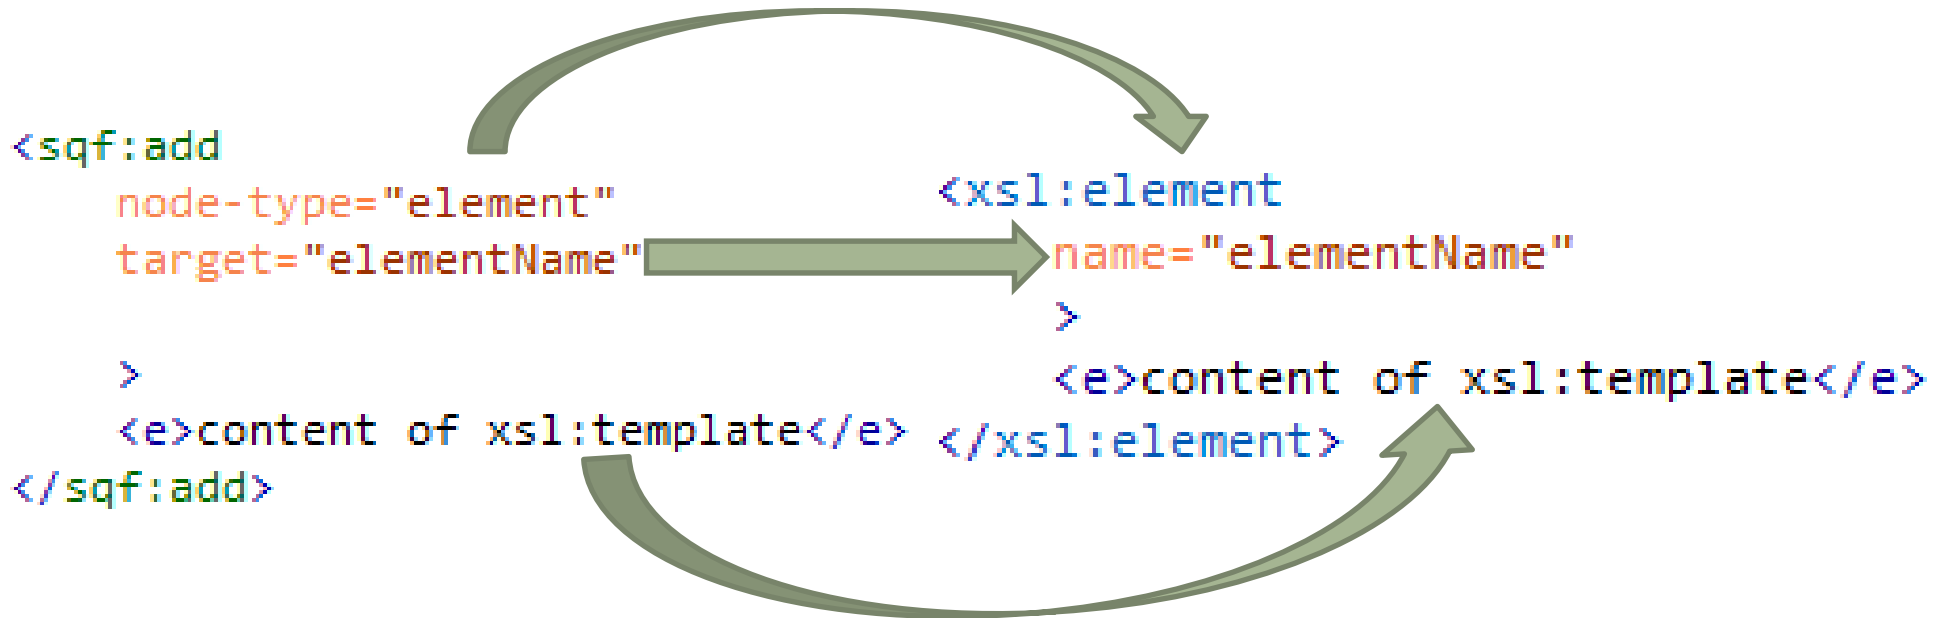 <sqf:add
node-type="element"
target="elementName"
>
<e>content of xsl:template</e>
</sqf:add>
<xsl:element
name="elementName"
>
<e>content of xsl:template</e>
</xsl:element>